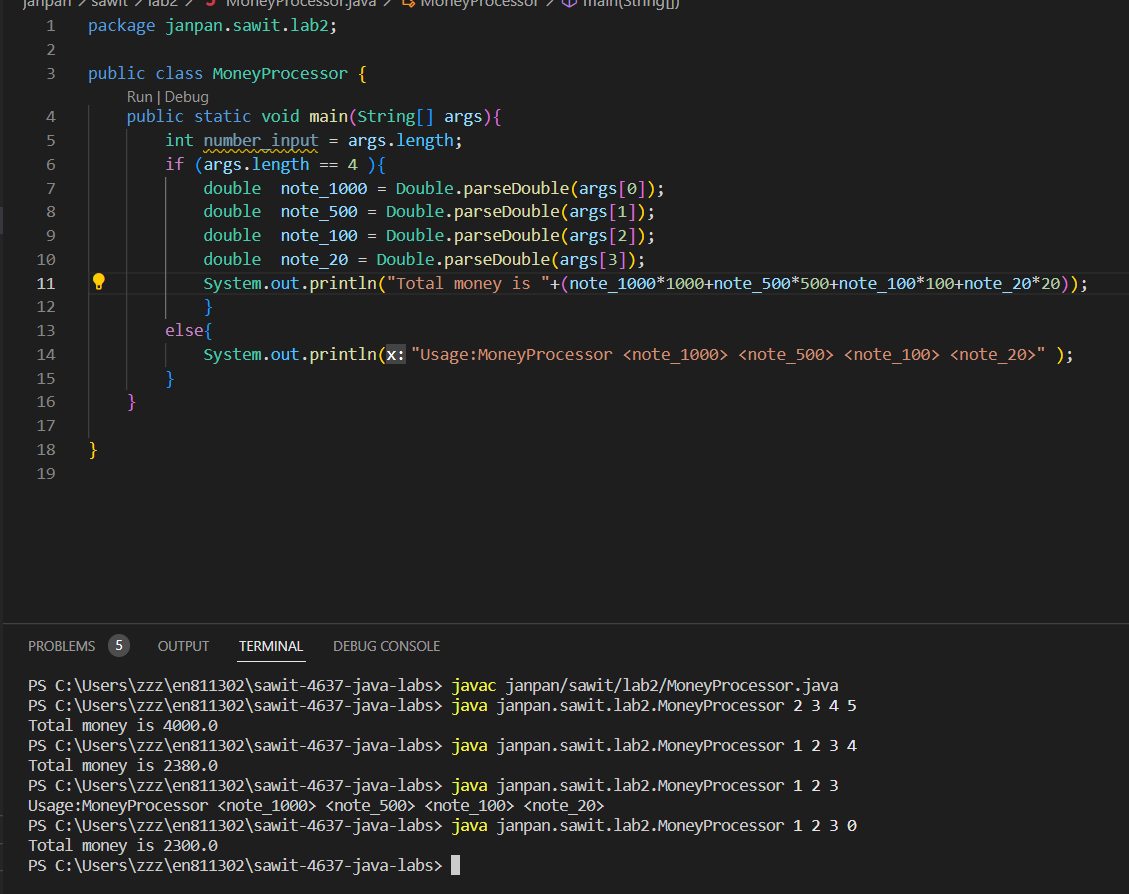 janpan > sawit > lab2 > MoneyProcessor.java > MoneyProcessor > main(String[])
1 package janpan.sawit.lab2;
2
3 public class MoneyProcessor {
Run | Debug
4 public static void main(String[] args){
5 int number_input = args.length;
6 if (args.length == 4 ){
7 double  note_1000 = Double.parseDouble(args[0]);
8 double  note_500 = Double.parseDouble(args[1]);
9 double  note_100 = Double.parseDouble(args[2]);
10 double  note_20 = Double.parseDouble(args[3]);
11 System.out.println("Total money is "+(note_1000*1000+note_500*500+note_100*100+note_20*20));
12 }
13 else{
14 System.out.println(x: "Usage:MoneyProcessor <note_1000> <note_500> <note_100> <note_20>" );
15 }
16 }
17
18 }
19
PROBLEMS 5 OUTPUT TERMINAL DEBUG CONSOLE
PS C:\Users\zzz\en811302\sawit-4637-java-labs> javac janpan/sawit/lab2/MoneyProcessor.java
PS C:\Users\zzz\en811302\sawit-4637-java-labs> java janpan.sawit.lab2.MoneyProcessor 2 3 4 5
Total money is 4000.0
PS C:\Users\zzz\en811302\sawit-4637-java-labs> java janpan.sawit.lab2.MoneyProcessor 1 2 3 4
Total money is 2380.0
PS C:\Users\zzz\en811302\sawit-4637-java-labs> java janpan.sawit.lab2.MoneyProcessor 1 2 3
Usage:MoneyProcessor <note_1000> <note_500> <note_100> <note_20>
PS C:\Users\zzz\en811302\sawit-4637-java-labs> java janpan.sawit.lab2.MoneyProcessor 1 2 3 0
Total money is 2300.0
PS C:\Users\zzz\en811302\sawit-4637-java-labs>